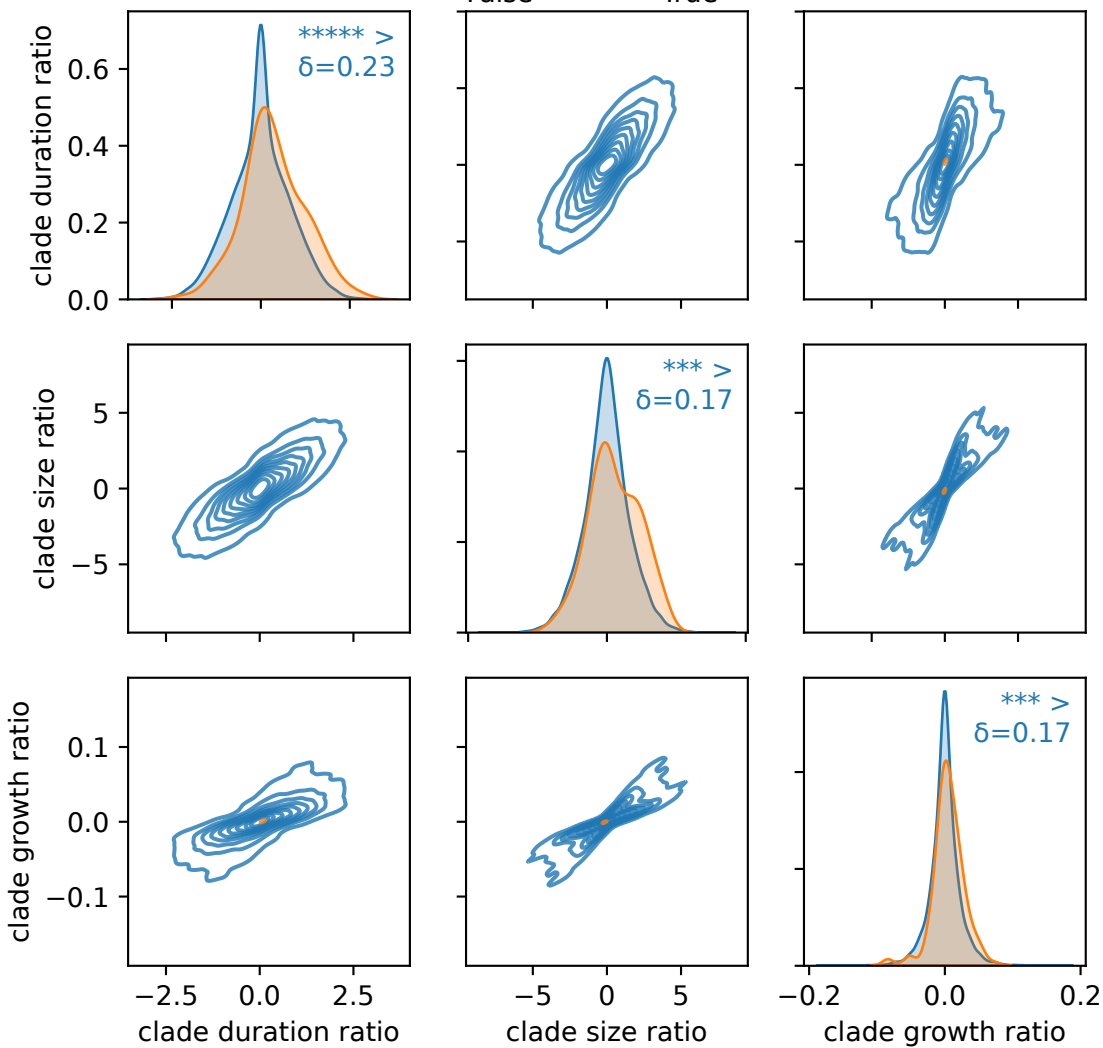 clade duration ratio
0.6
0.4
0.2
0.0
***** >
δ=0.23
clade size ratio
5
0
−5
*** >
δ=0.17
clade growth ratio
0.1
0.0
−0.1
*** >
δ=0.17
−2.5 0.0 2.5
−5 0 5
−0.2 0.0 0.2
clade duration ratio
clade size ratio
clade growth ratio